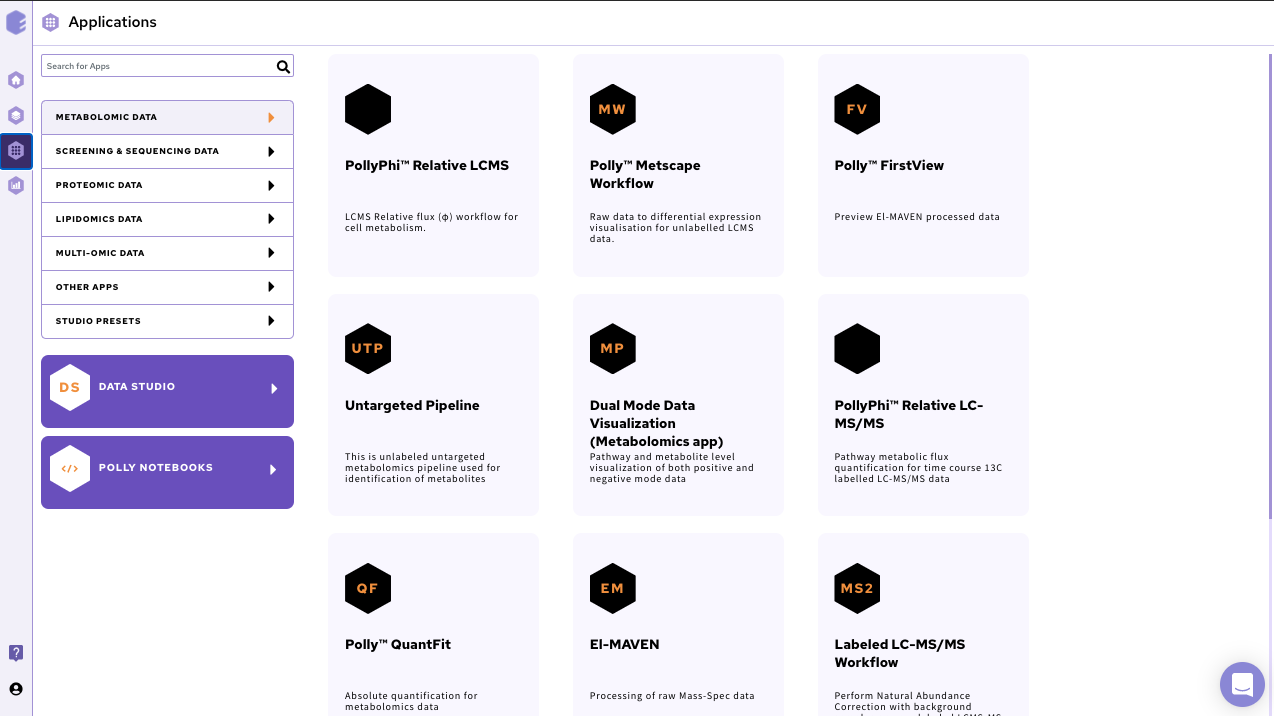 Applications
Search for Apps
METABOLOMIC DATA
SCREENING & SEQUENCING DATA
PROTEOMIC DATA
LIPIDOMICS DATA
MULTI-OMIC DATA
OTHER APPS
STUDIO PRESETS
DS
DATA STUDIO
</>
POLLY NOTEBOOKS
?
PollyPhi™ Relative LCMS
LCMS Relative flux (φ) workflow for
cell metabolism.
MW
Polly™ Metscape
Workflow
Raw data to differential expression
visualisation for unlabelled LCMS
data.
FV
Polly™ FirstView
Preview El-MAVEN processed data
UTP
Untargeted Pipeline
This is unlabeled untargeted
metabolomics pipeline used for
identification of metabolites
MP
Dual Mode Data
Visualization
(Metabolomics app)
Pathway and metabolite level
visualization of both positive and
negative mode data
PollyPhi™ Relative LC-
MS/MS
Pathway metabolic flux
quantification for time course 13C
labelled LC-MS/MS data
QF
Polly™ QuantFit
Absolute quantification for
metabolomics data
EM
El-MAVEN
Processing of raw Mass-Spec data
MS2
Labeled LC-MS/MS
Workflow
Perform Natural Abundance
Correction with background